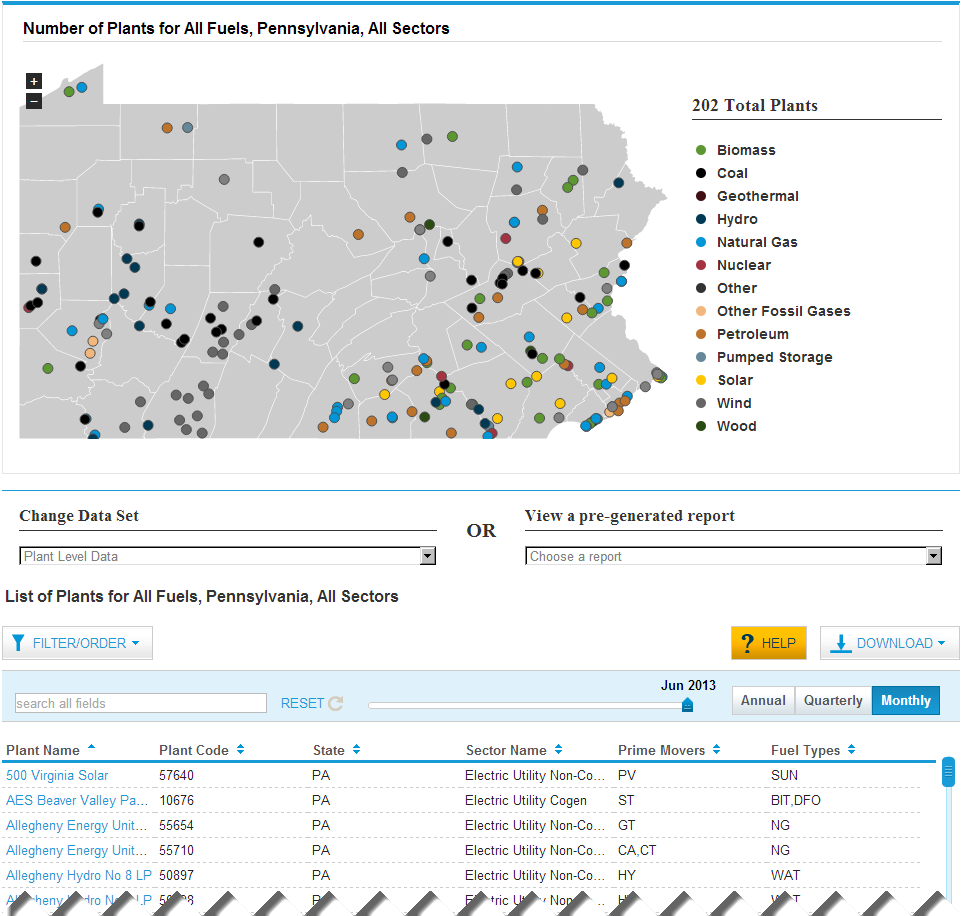 Number of Plants for All Fuels, Pennsylvania, All Sectors
+
−
202 Total Plants
Biomass
Coal
Geothermal
Hydro
Natural Gas
Nuclear
Other
Other Fossil Gases
Petroleum
Pumped Storage
Solar
Wind
Wood
Change Data Set
OR
View a pre-generated report
Plant Level Data
Choose a report
List of Plants for All Fuels, Pennsylvania, All Sectors
FILTER/ORDER
? HELP
DOWNLOAD
search all fields
RESET
Jun 2013
Annual Quarterly Monthly
Plant Name Plant Code State Sector Name Prime Movers Fuel Types
500 Virginia Solar 57640 PA Electric Utility Non-Co... PV SUN
AES Beaver Valley Pa... 10676 PA Electric Utility Cogen ST BIT,DFO
Allegheny Energy Unit... 55654 PA Electric Utility Non-Co... GT NG
Allegheny Energy Unit... 55710 PA Electric Utility Non-Co... CA,CT NG
Allegheny Hydro No 8 LP 50897 PA Electric Utility Non-Co... HY WAT